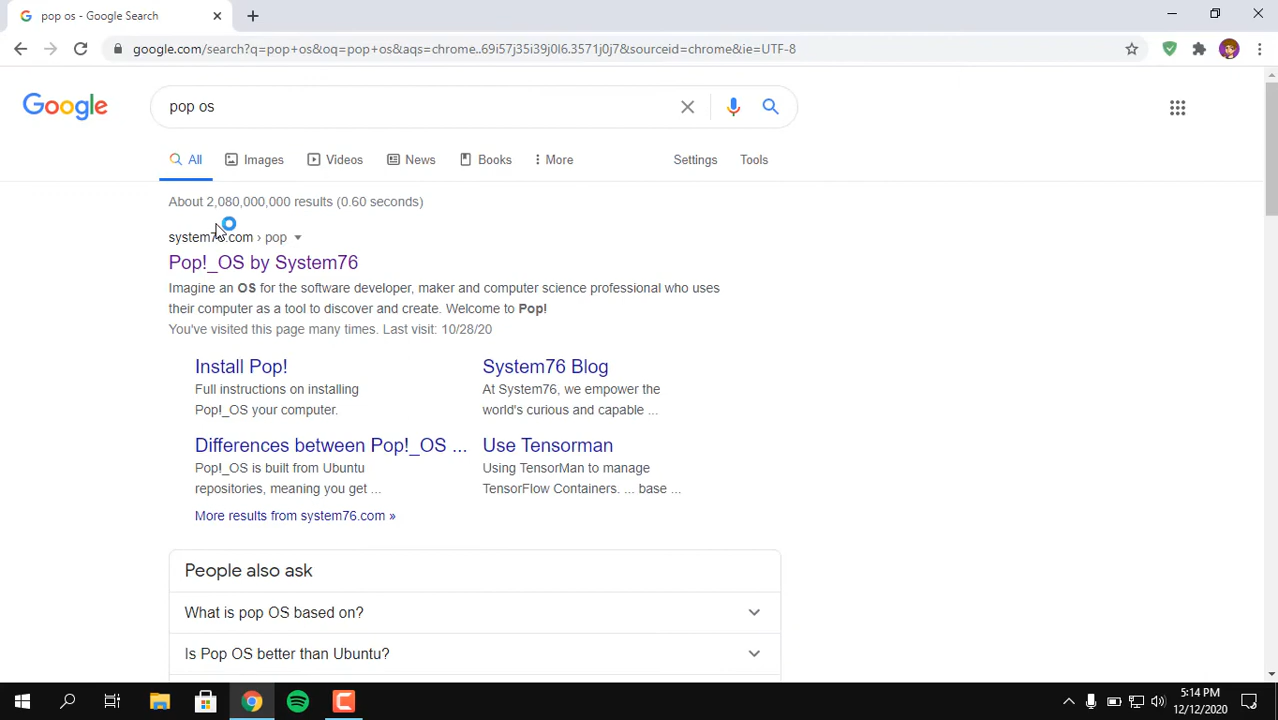 pop os - Google Search
google.com/search?q=pop+os&oq=pop+os&aqs=chrome..69i57j35i39j0l6.3571j0j7&sourceid=chrome&ie=UTF-8
Google
pop os
All Images Videos News Books More Settings Tools
About 2,080,000,000 results (0.60 seconds)
system76.com › pop
Pop!_OS by System76
Imagine an OS for the software developer, maker and computer science professional who uses
their computer as a tool to discover and create. Welcome to Pop!
You've visited this page many times. Last visit: 10/28/20
Install Pop!
Full instructions on installing
Pop!_OS your computer.
System76 Blog
At System76, we empower the
world's curious and capable ...
Differences between Pop!_OS ...
Pop!_OS is built from Ubuntu
repositories, meaning you get ...
Use Tensorman
Using TensorMan to manage
TensorFlow Containers. ... base ...
More results from system76.com »
People also ask
What is pop OS based on?
Is Pop OS better than Ubuntu?
5:14 PM
12/12/2020